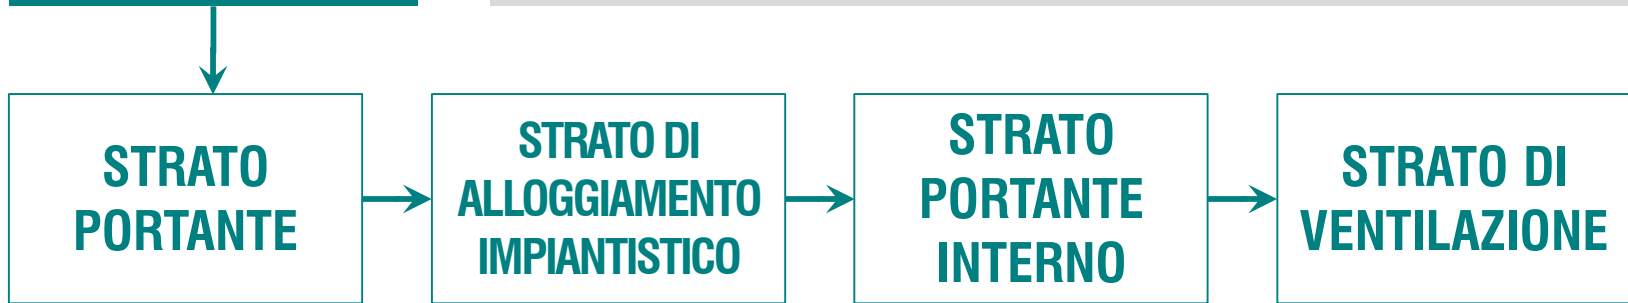 STRATO
PORTANTE
STRATO DI
ALLOGGIAMENTO
IMPIANTISTICO
STRATO
PORTANTE
INTERNO
STRATO DI
VENTILAZIONE